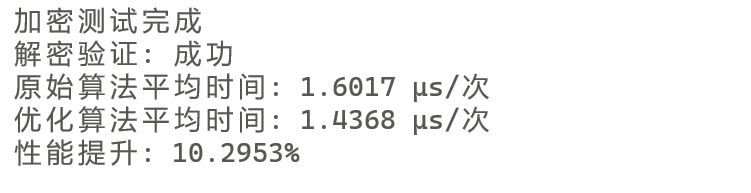 加密测试完成
解密验证: 成功
原始算法平均时间: 1.6017 μs/次
优化算法平均时间: 1.4368 μs/次
性能提升: 10.2953%